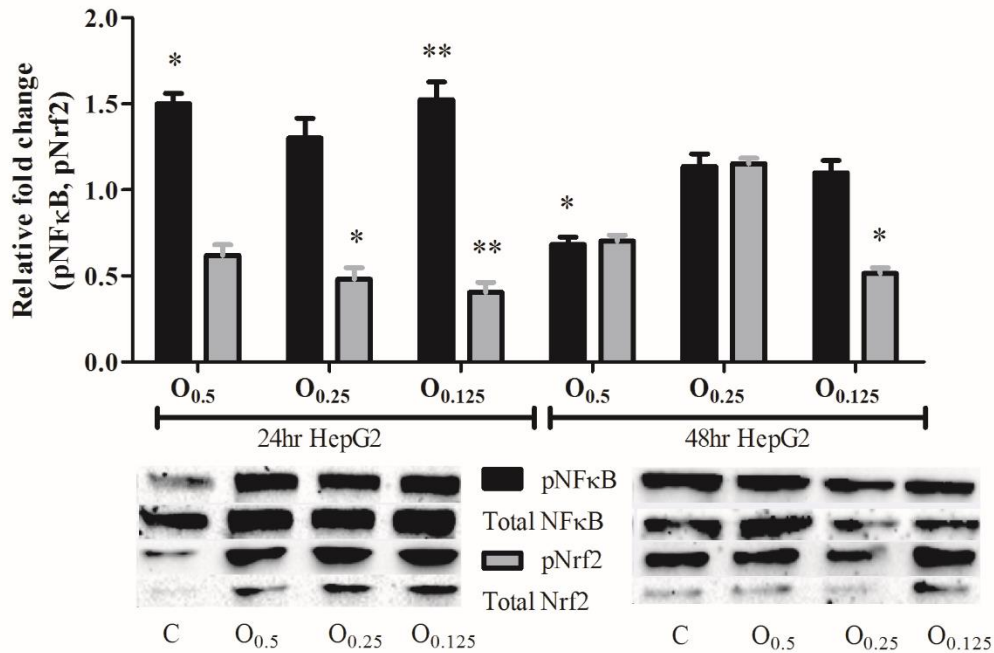 Relative fold change
(pNFκB, pNrf2)
2.0
1.5
1.0
0.5
0.0
* ** * ** * *
O0.5 O0.25 O0.125 O0.5 O0.25 O0.125
24hr HepG2 48hr HepG2
pNFκB
Total NFκB
pNrf2
Total Nrf2
C O0.5 O0.25 O0.125 C O0.5 O0.25 O0.125